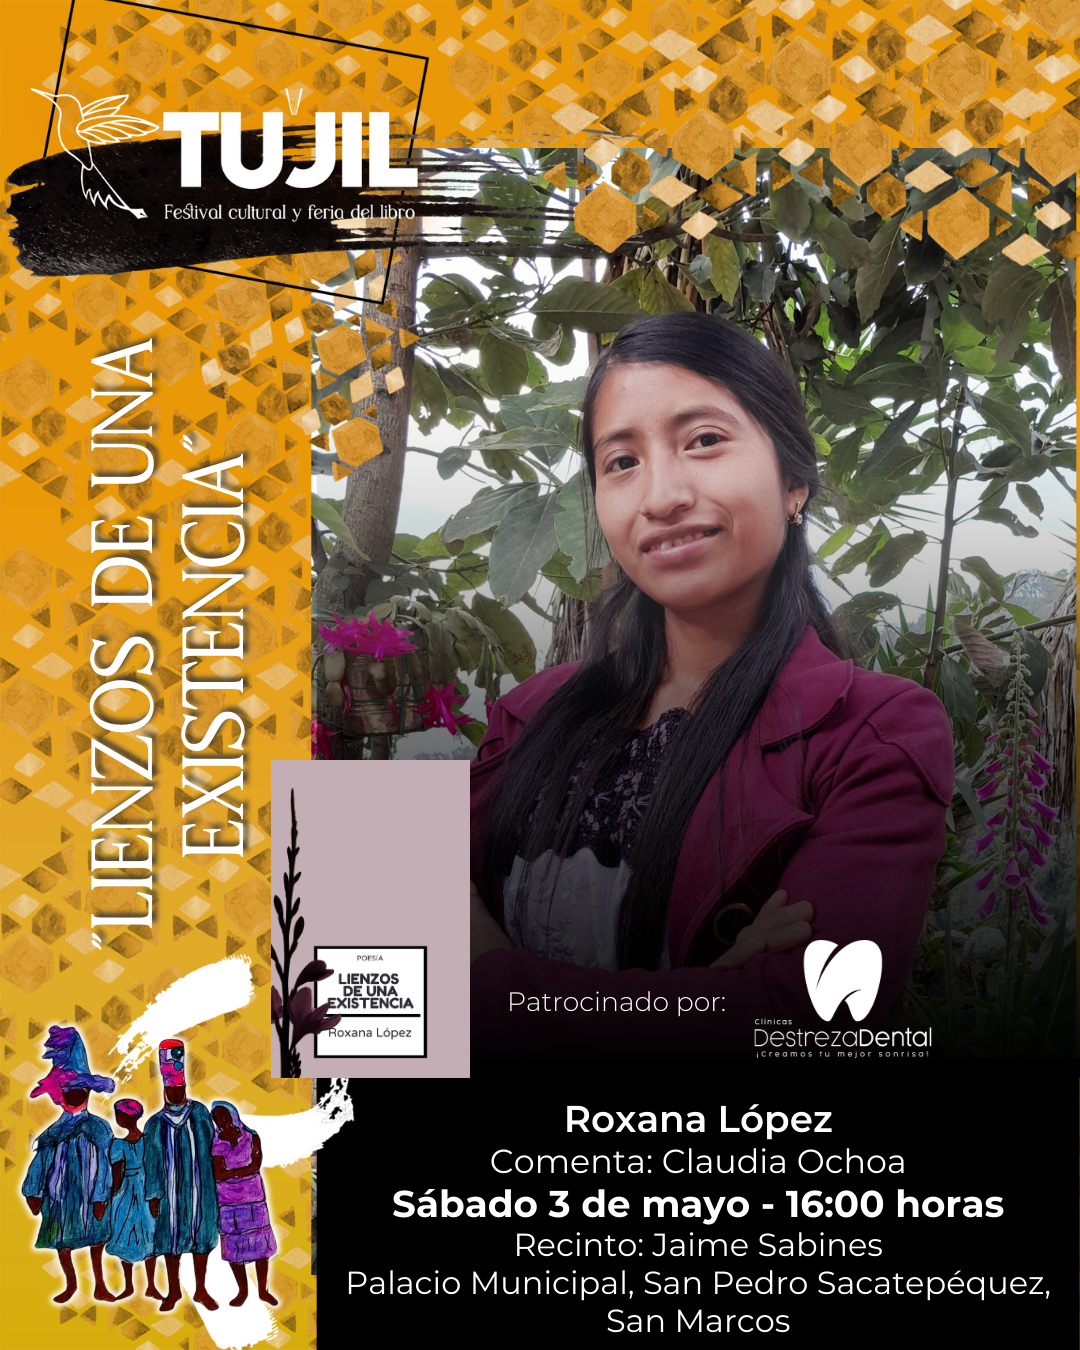 TUJIL
Festival cultural y feria del libro
"LIENZOS DE UNA
EXISTENCIA"
POESÍA
LIENZOS
DE UNA
EXISTENCIA
Roxana López
Patrocinado por:
Clínicas
DestrezaDental
¡Creamos tu mejor sonrisa!
Roxana López
Comenta: Claudia Ochoa
Sábado 3 de mayo - 16:00 horas
Recinto: Jaime Sabines
Palacio Municipal, San Pedro Sacatepéquez,
San Marcos